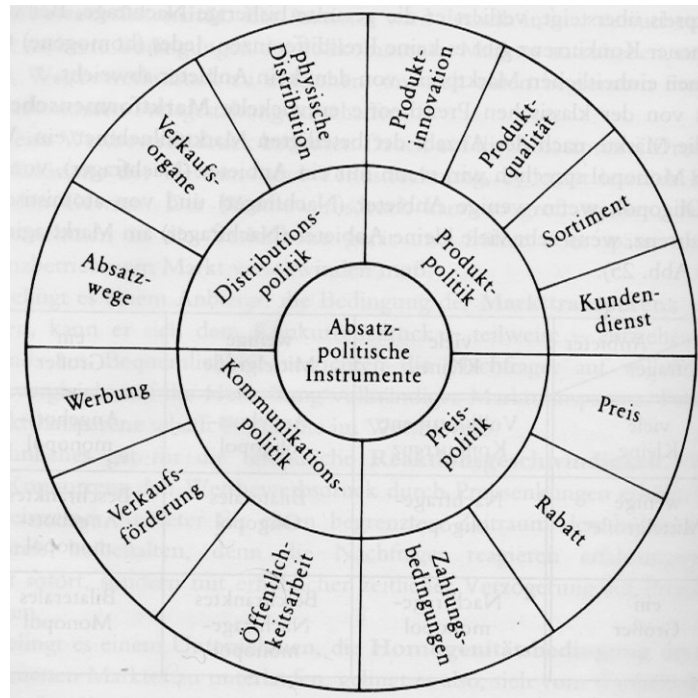 Absatz-
politische
Instrumente
Produkt-
politik
Preis-
politik
Kommunikations-
politik
Distributions-
politik
Produkt-
innovation
Produkt-
qualität
Sortiment
Kunden-
dienst
Preis
Rabatt
Zahlungs-
bedingungen
Öffentlich-
keitsarbeit
Verkaufs-
förderung
Werbung
Absatz-
wege
Verkaufs-
organe
Physische
Distribution